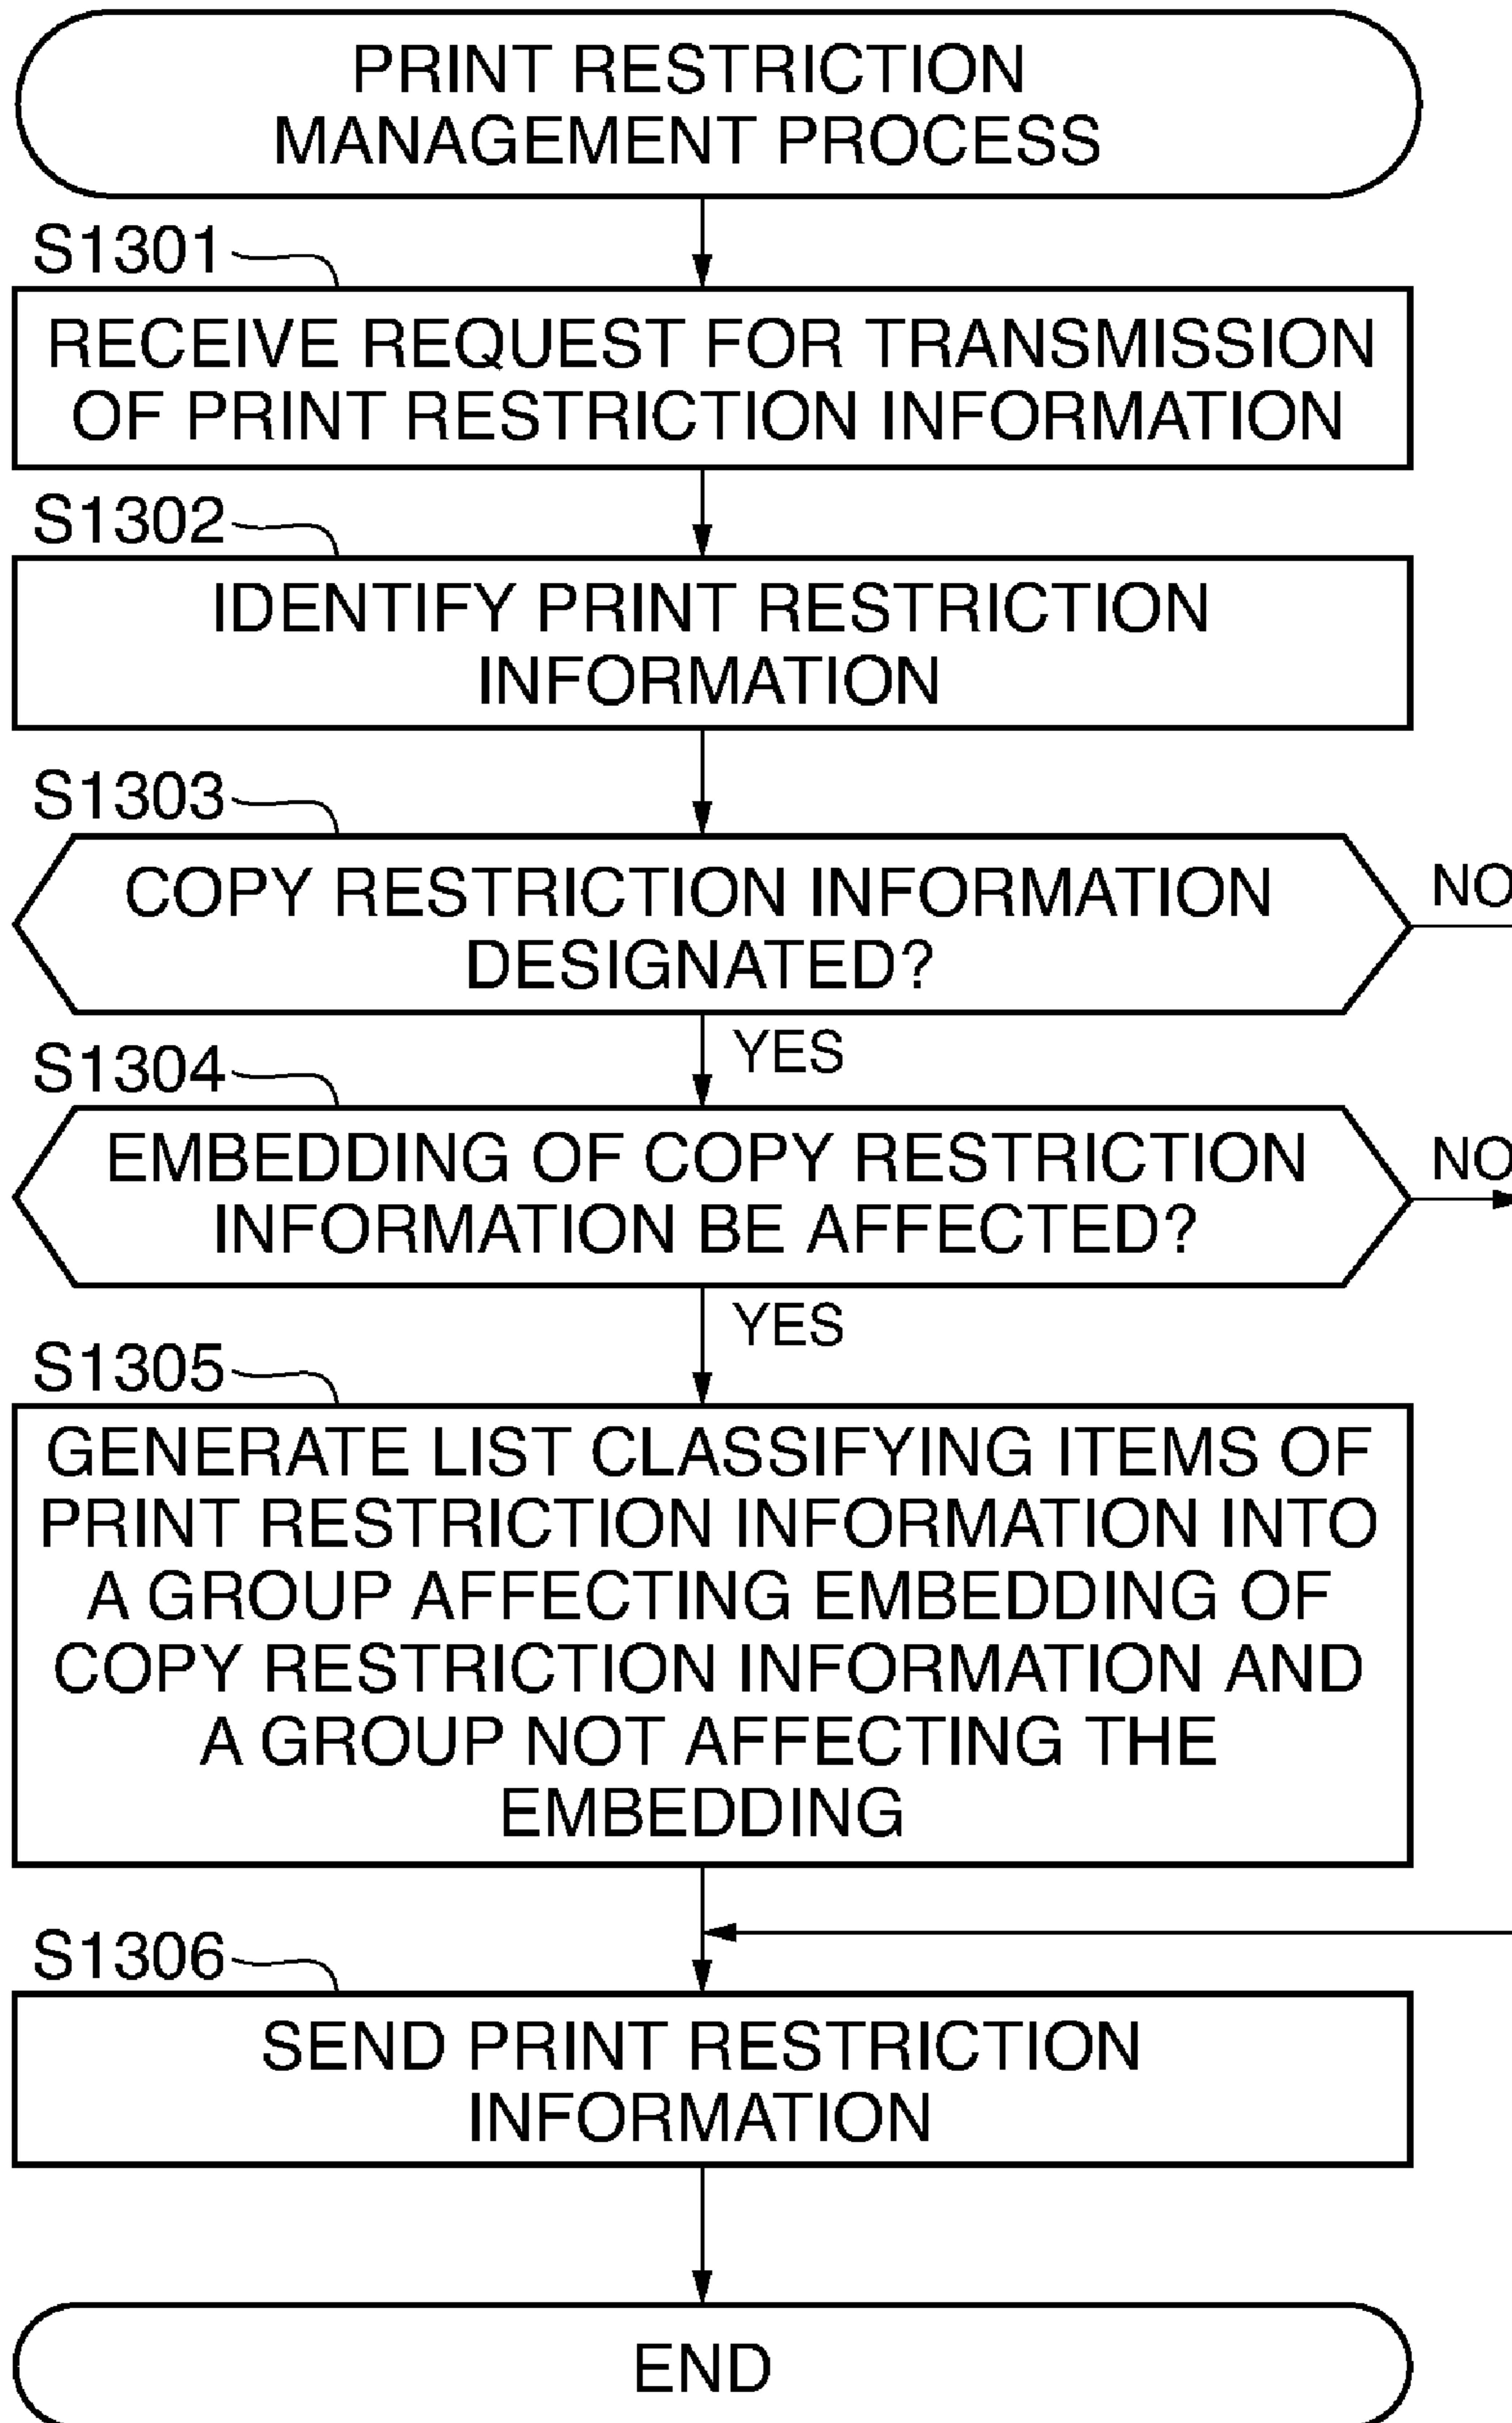 PRINT RESTRICTION
MANAGEMENT PROCESS
S1301
RECEIVE REQUEST FOR TRANSMISSION
OF PRINT RESTRICTION INFORMATION
S1302
IDENTIFY PRINT RESTRICTION
INFORMATION
S1303
COPY RESTRICTION INFORMATION
DESIGNATED?
NO
YES
S1304
EMBEDDING OF COPY RESTRICTION
INFORMATION BE AFFECTED?
NO
YES
S1305
GENERATE LIST CLASSIFYING ITEMS OF
PRINT RESTRICTION INFORMATION INTO
A GROUP AFFECTING EMBEDDING OF
COPY RESTRICTION INFORMATION AND
A GROUP NOT AFFECTING THE
EMBEDDING
S1306
SEND PRINT RESTRICTION
INFORMATION
END